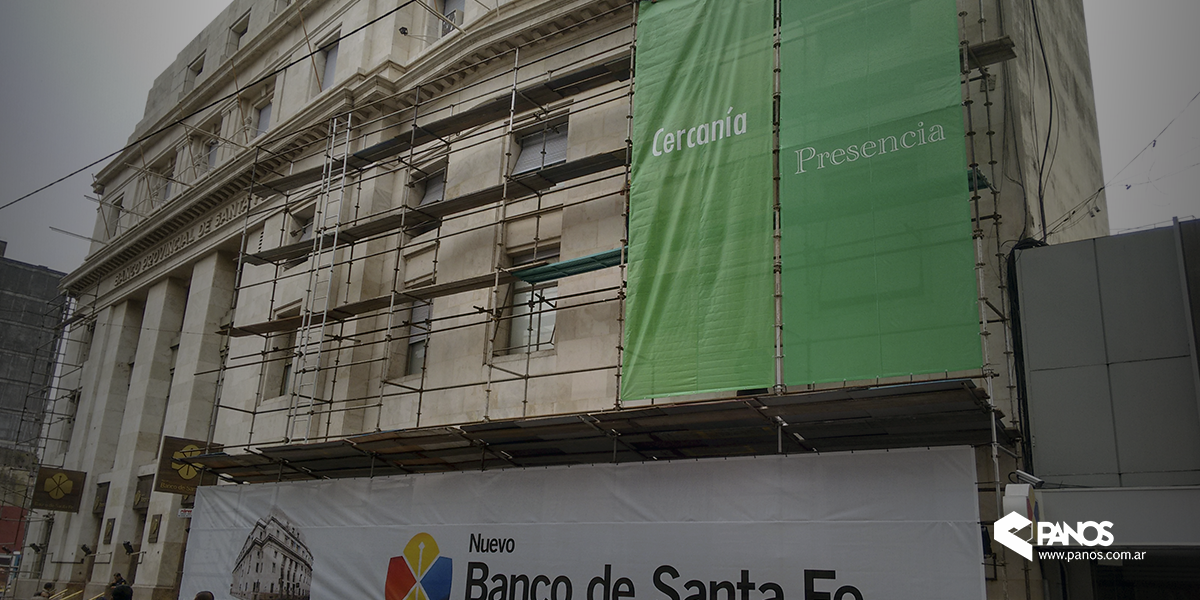 Cercanía
Presencia
BANCO PROVINCIAL DE SANTA
Nuevo
Banco de Santa Fe
PANOS
www.panos.com.ar